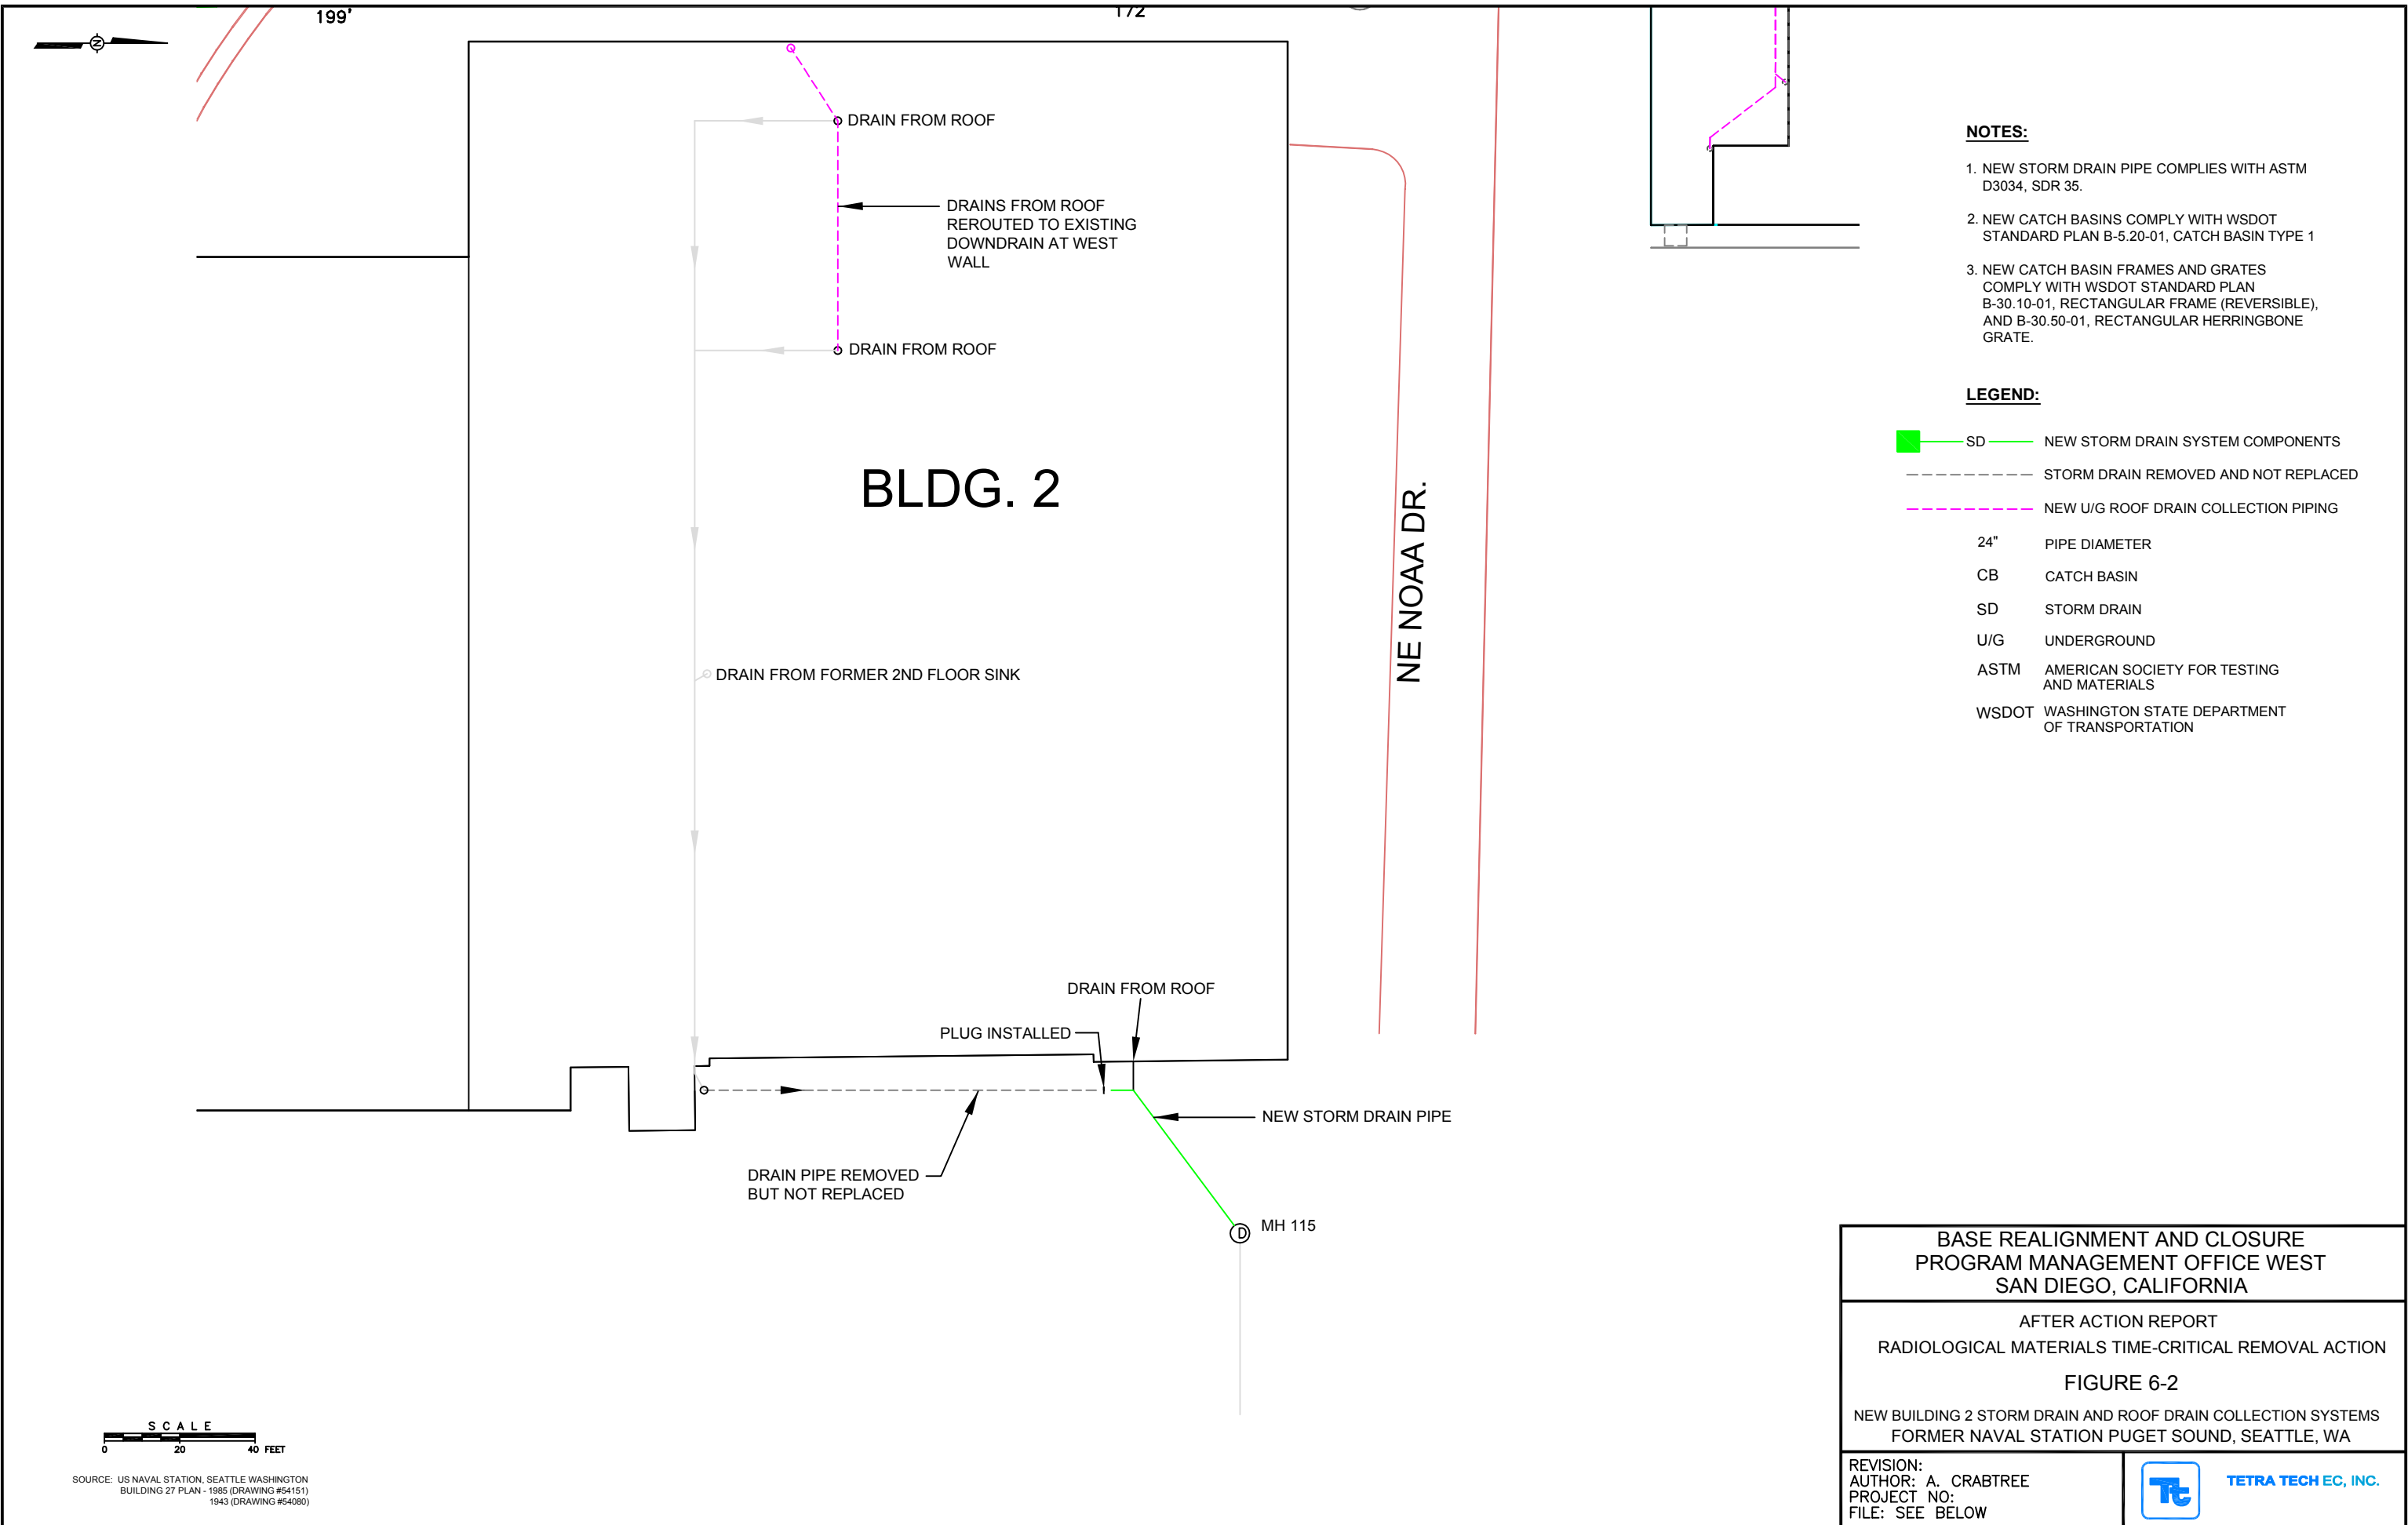 199'
172
N
DRAIN FROM ROOF
DRAINS FROM ROOF
REROUTED TO EXISTING
DOWNDRAIN AT WEST
WALL
DRAIN FROM ROOF
BLDG. 2
NE NOAA DR.
DRAIN FROM FORMER 2ND FLOOR SINK
DRAIN FROM ROOF
PLUG INSTALLED
NEW STORM DRAIN PIPE
DRAIN PIPE REMOVED
BUT NOT REPLACED
D
MH 115
NOTES:
1. NEW STORM DRAIN PIPE COMPLIES WITH ASTM
D3034, SDR 35.
2. NEW CATCH BASINS COMPLY WITH WSDOT
STANDARD PLAN B-5.20-01, CATCH BASIN TYPE 1
3. NEW CATCH BASIN FRAMES AND GRATES
COMPLY WITH WSDOT STANDARD PLAN
B-30.10-01, RECTANGULAR FRAME (REVERSIBLE),
AND B-30.50-01, RECTANGULAR HERRINGBONE
GRATE.
LEGEND:
SD NEW STORM DRAIN SYSTEM COMPONENTS
STORM DRAIN REMOVED AND NOT REPLACED
NEW U/G ROOF DRAIN COLLECTION PIPING
24" PIPE DIAMETER
CB CATCH BASIN
SD STORM DRAIN
U/G UNDERGROUND
ASTM AMERICAN SOCIETY FOR TESTING
AND MATERIALS
WSDOT WASHINGTON STATE DEPARTMENT
OF TRANSPORTATION
SCALE
0 20 40 FEET
SOURCE: US NAVAL STATION, SEATTLE WASHINGTON
BUILDING 27 PLAN - 1985 (DRAWING #54151)
1943 (DRAWING #54080)
BASE REALIGNMENT AND CLOSURE
PROGRAM MANAGEMENT OFFICE WEST
SAN DIEGO, CALIFORNIA
AFTER ACTION REPORT
RADIOLOGICAL MATERIALS TIME-CRITICAL REMOVAL ACTION
FIGURE 6-2
NEW BUILDING 2 STORM DRAIN AND ROOF DRAIN COLLECTION SYSTEMS
FORMER NAVAL STATION PUGET SOUND, SEATTLE, WA
REVISION:
AUTHOR: A. CRABTREE
PROJECT NO:
FILE: SEE BELOW
Tt
TETRA TECH EC, INC.